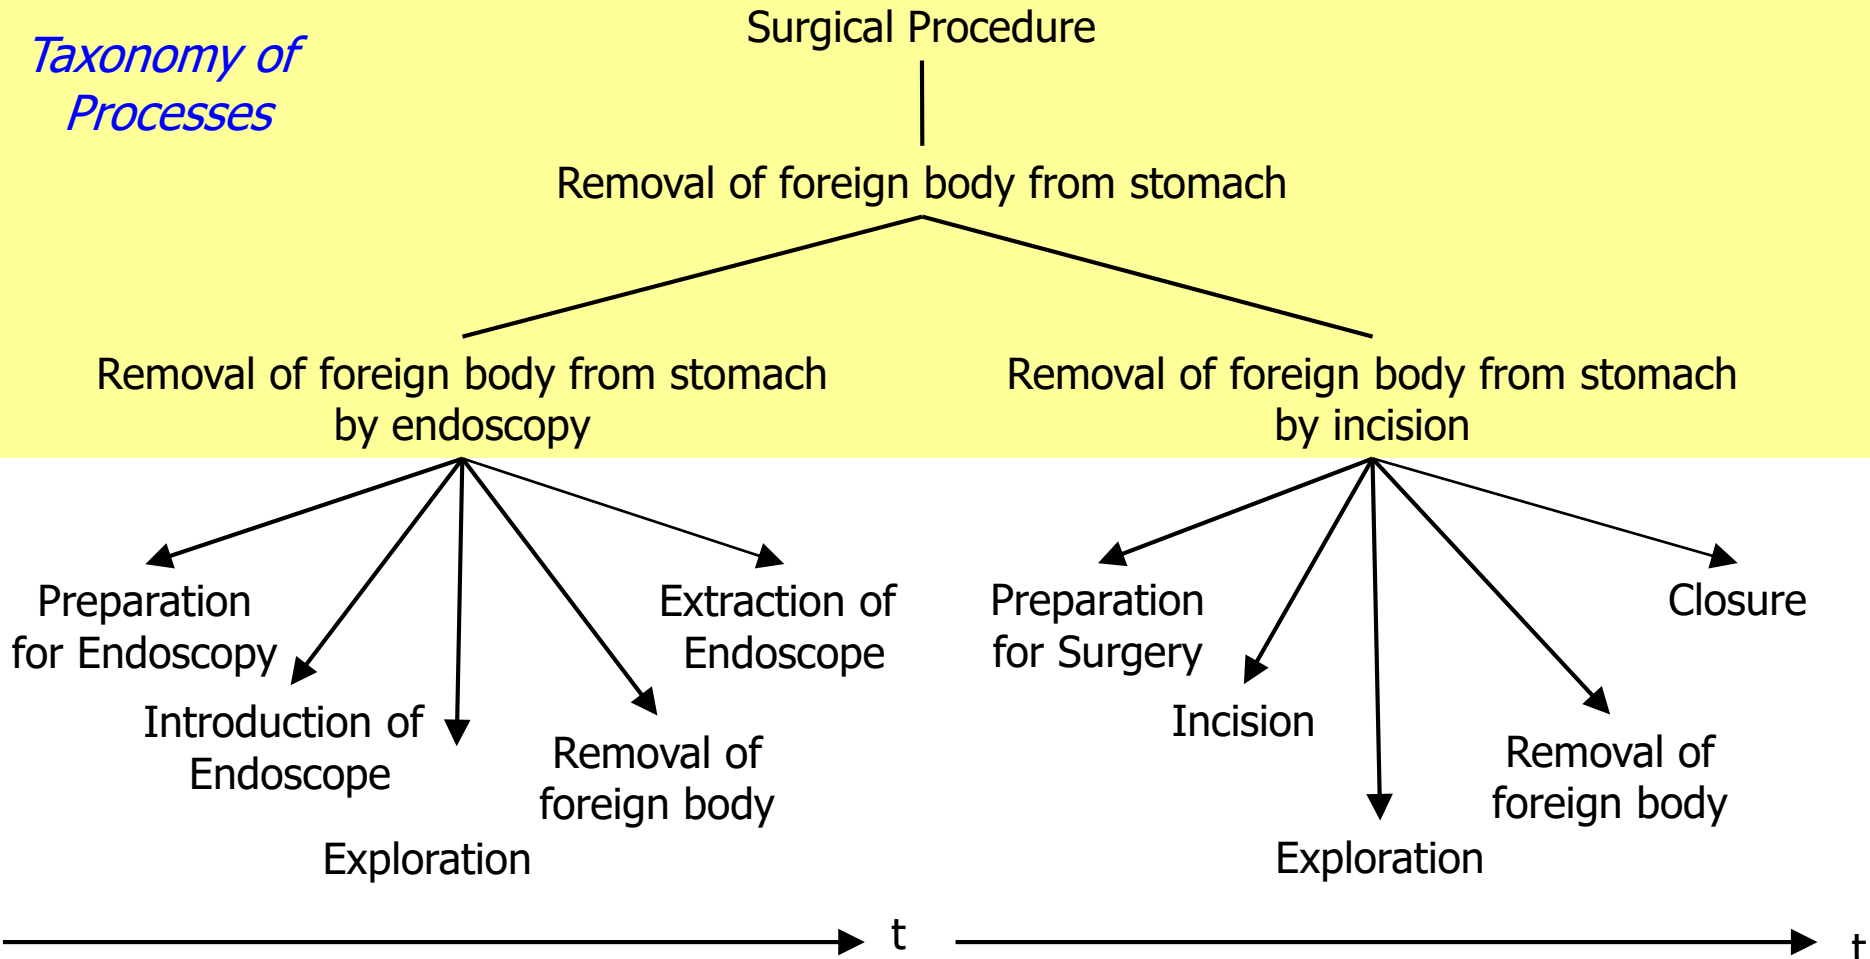 Taxonomy of
Processes
Surgical Procedure
Removal of foreign body from stomach
Removal of foreign body from stomach
by endoscopy
Removal of foreign body from stomach
by incision
Preparation
for Endoscopy
Introduction of
Endoscope
Exploration
Removal of
foreign body
Extraction of
Endoscope
Preparation
for Surgery
Incision
Exploration
Removal of
foreign body
Closure
t
t